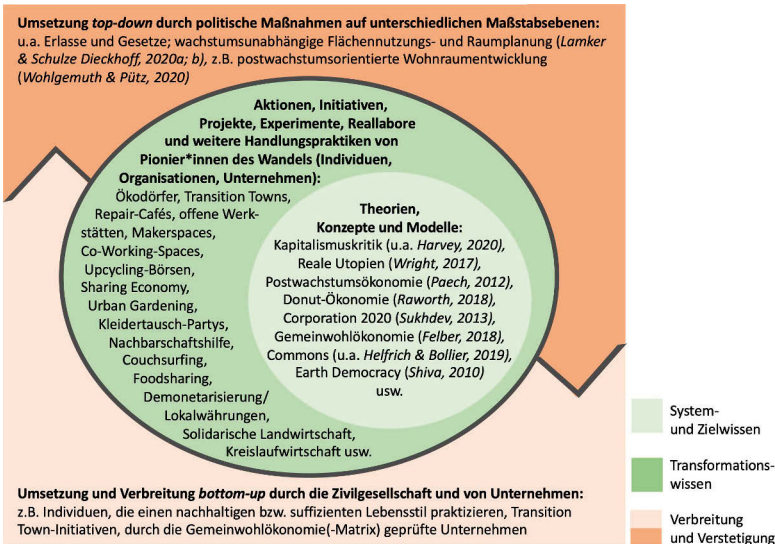 Umsetzung top-down durch politische Maßnahmen auf unterschiedlichen Maßstabsebenen:
u.a. Erlasse und Gesetze; wachstumsunabhängige Flächennutzungs- und Raumplanung (Lamker
& Schulze Dieckhoff, 2020a; b), z.B. postwachstumsorientierte Wohnraumentwicklung
(Wohlgemuth & Pütz, 2020)
Aktionen, Initiativen,
Projekte, Experimente, Reallabore
und weitere Handlungspraktiken von
Pionier*innen des Wandels (Individuen,
Organisationen, Unternehmen):
Ökodörfer, Transition Towns,
Repair-Cafés, offene Werk-
stätten, Makerspaces,
Co-Working-Spaces,
Upcycling-Börsen,
Sharing Economy,
Urban Gardening,
Kleidertausch-Partys,
Nachbarschaftshilfe,
Couchsurfing,
Foodsharing,
Demonetarisierung/
Lokalwährungen,
Solidarische Landwirtschaft,
Kreislaufwirtschaft usw.
Theorien,
Konzepte und Modelle:
Kapitalismuskritik (u.a. Harvey, 2020),
Reale Utopien (Wright, 2017),
Postwachstumsökonomie (Paech, 2012),
Donut-Ökonomie (Raworth, 2018),
Corporation 2020 (Sukhdev, 2013),
Gemeinwohlökonomie (Felber, 2018),
Commons (u.a. Helfrich & Bollier, 2019),
Earth Democracy (Shiva, 2010)
usw.
Umsetzung und Verbreitung bottom-up durch die Zivilgesellschaft und von Unternehmen:
z.B. Individuen, die einen nachhaltigen bzw. suffizienten Lebensstil praktizieren, Transition
Town-Initiativen, durch die Gemeinwohlökonomie(-Matrix) geprüfte Unternehmen
System-
und Zielwissen
Transformations-
wissen
Verbreitung
und Verstetigung